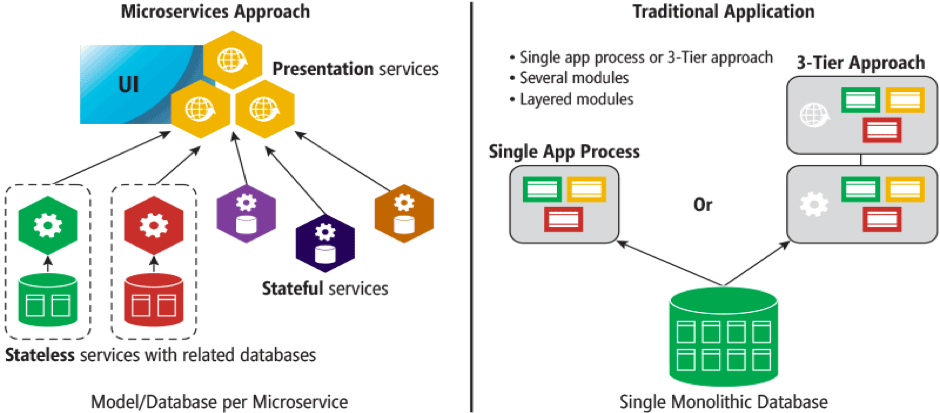 Microservices Approach
UI
Presentation services
Stateful services
Stateless services with related databases
Model/Database per Microservice
Traditional Application
• Single app process or 3-Tier approach
• Several modules
• Layered modules
3-Tier Approach
Single App Process
Or
Single Monolithic Database